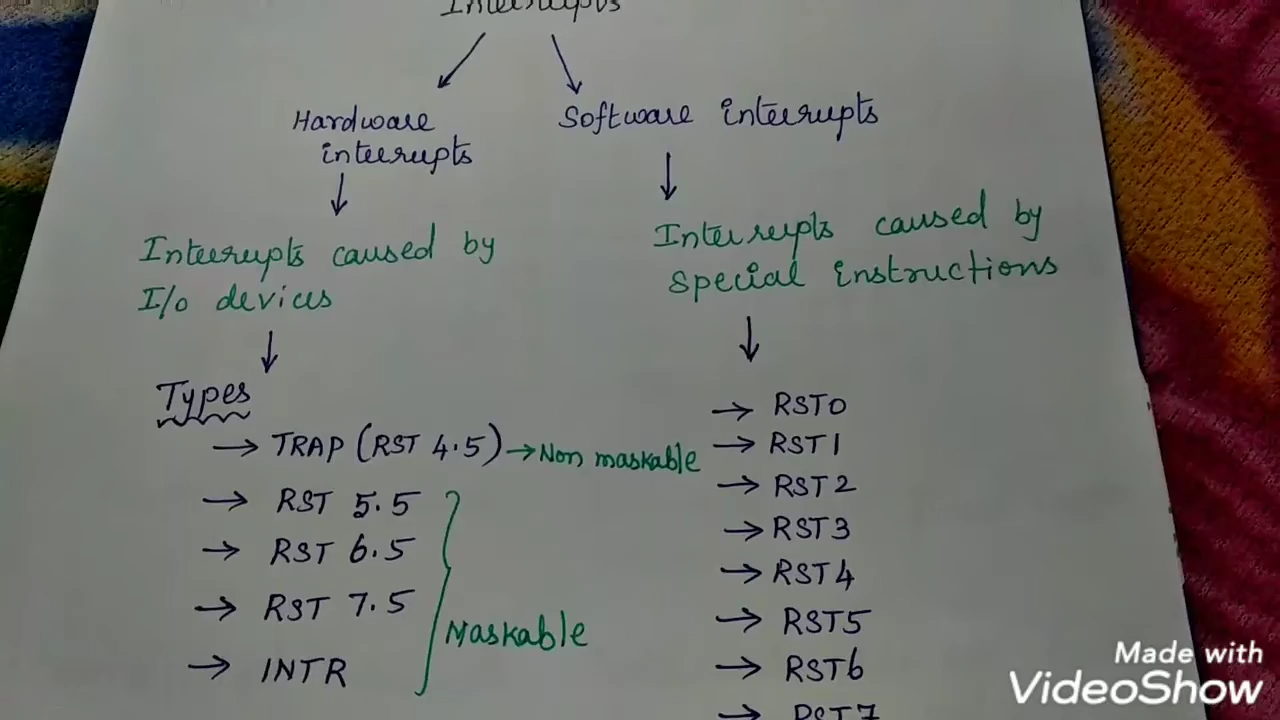 Interrupts
Hardware
interrupts
Software interrupts
Interrupts caused by
I/o devices
Interrupts caused by
special instructions
Types
→ TRAP (RST 4.5) → Non maskable
→ RST 5.5
→ RST 6.5
→ RST 7.5
→ INTR
Maskable
→ RST0
→ RST1
→ RST2
→ RST3
→ RST4
→ RST5
→ RST6
→ RST7
Made with
VideoShow